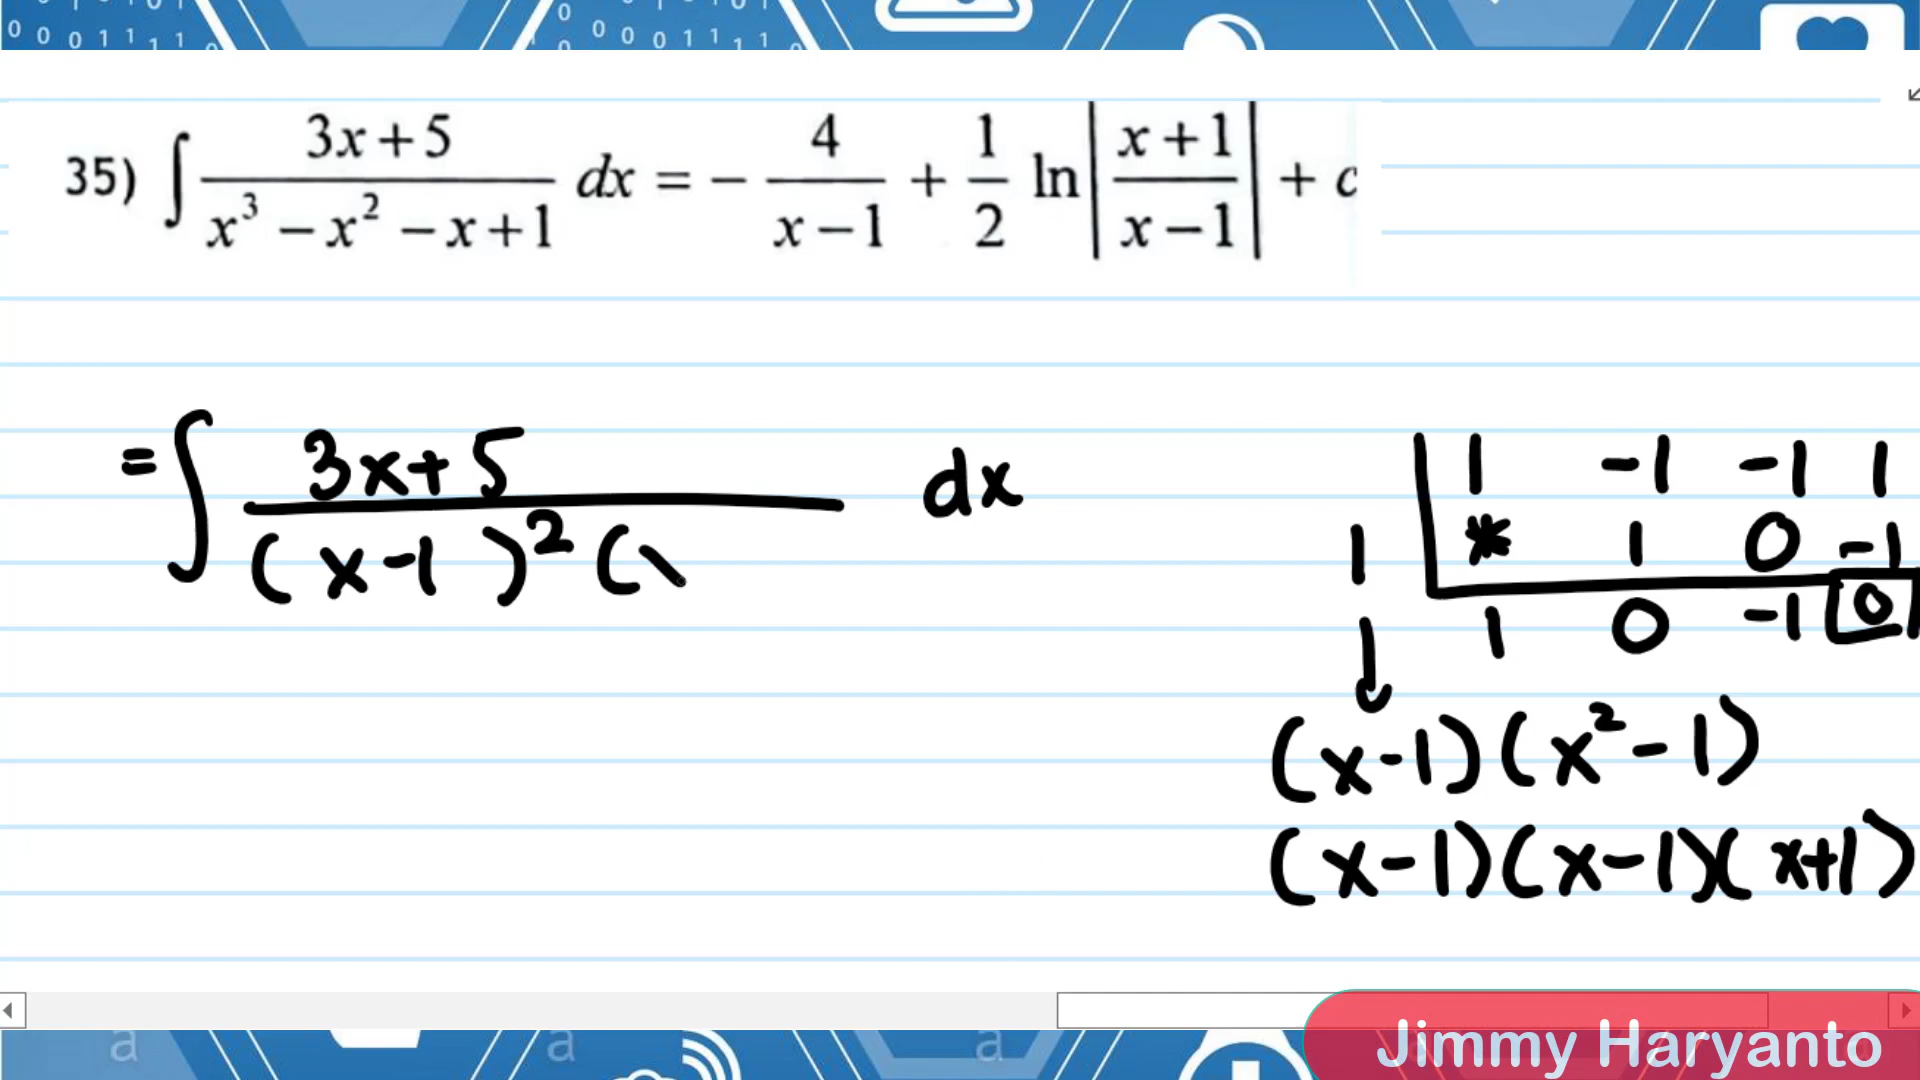 35) ∫ (3x+5)/(x³ − x² − x + 1) dx = − 4/(x−1) + 1/2 ln |(x+1)/(x−1)| + c
= ∫ 3x+5 dx
(x-1)² (
1 -1 -1 1
1 * 1 0 -1
1 0 -1 0
(x-1)(x²-1)
(x-1)(x-1)(x+1)
Jimmy Haryanto